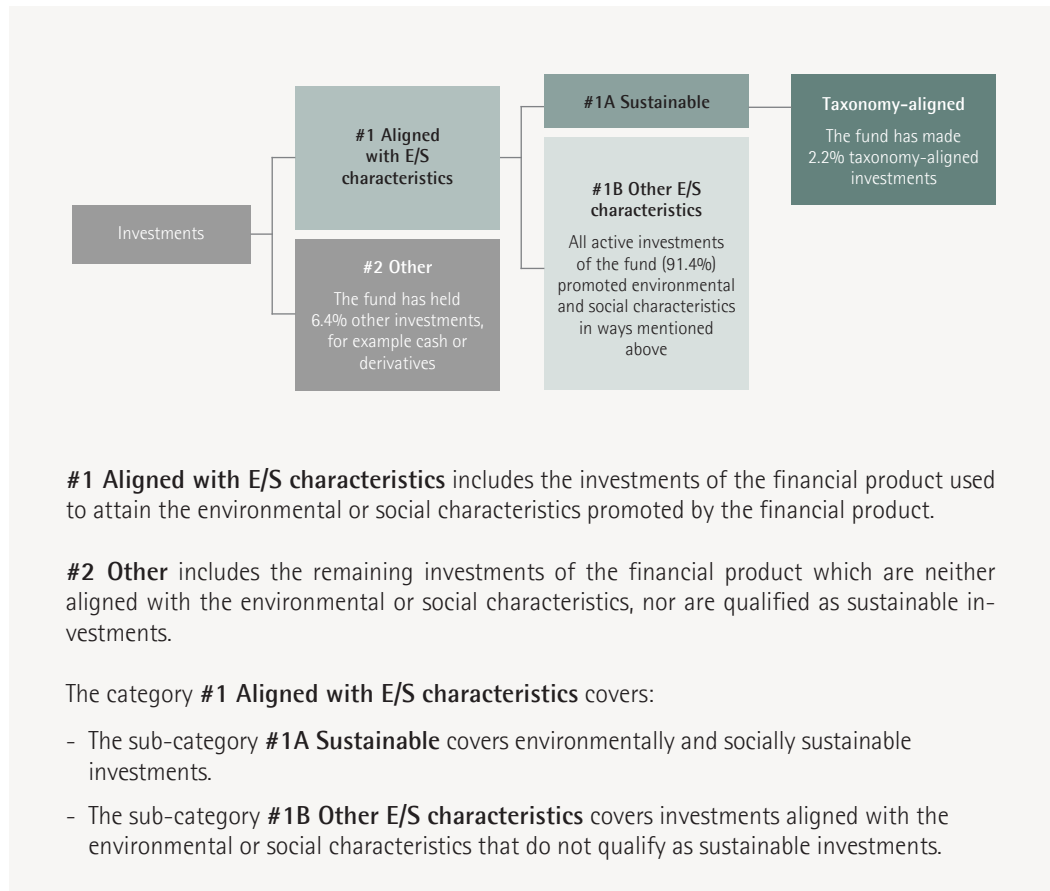 Investments
#1 Aligned
with E/S
characteristics
#2 Other
The fund has held
6.4% other investments,
for example cash or
derivatives
#1A Sustainable
#1B Other E/S
characteristics
All active investments
of the fund (91.4%)
promoted environmental
and social characteristics
in ways mentioned
above
Taxonomy-aligned
The fund has made
2.2% taxonomy-aligned
investments
#1 Aligned with E/S characteristics includes the investments of the financial product used
to attain the environmental or social characteristics promoted by the financial product.
#2 Other includes the remaining investments of the financial product which are neither
aligned with the environmental or social characteristics, nor are qualified as sustainable in-
vestments.
The category #1 Aligned with E/S characteristics covers:
- The sub-category #1A Sustainable covers environmentally and socially sustainable
investments.
- The sub-category #1B Other E/S characteristics covers investments aligned with the
environmental or social characteristics that do not qualify as sustainable investments.